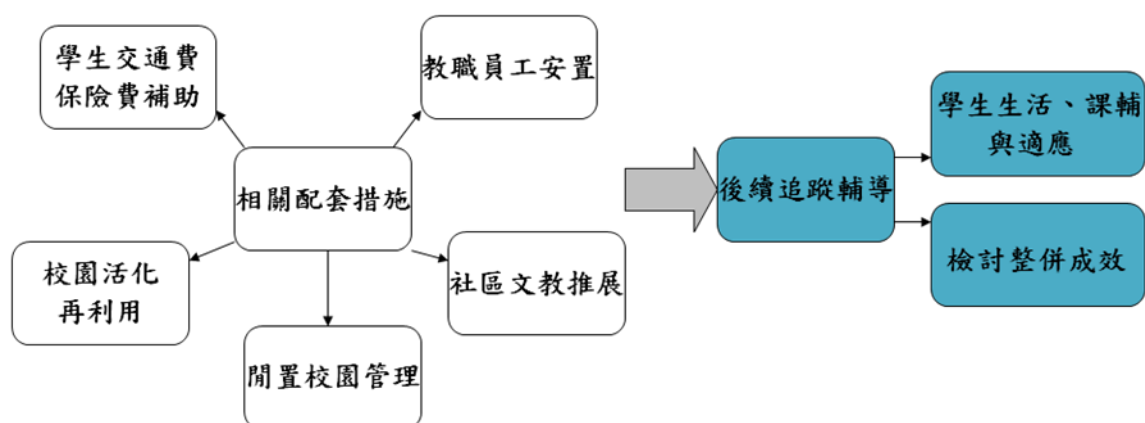 學生交通費
保險費補助
教職員工安置
相關配套措施
校園活化
再利用
社區文教推展
閒置校園管理
後續追蹤輔導
學生生活、課輔
與適應
檢討整併成效